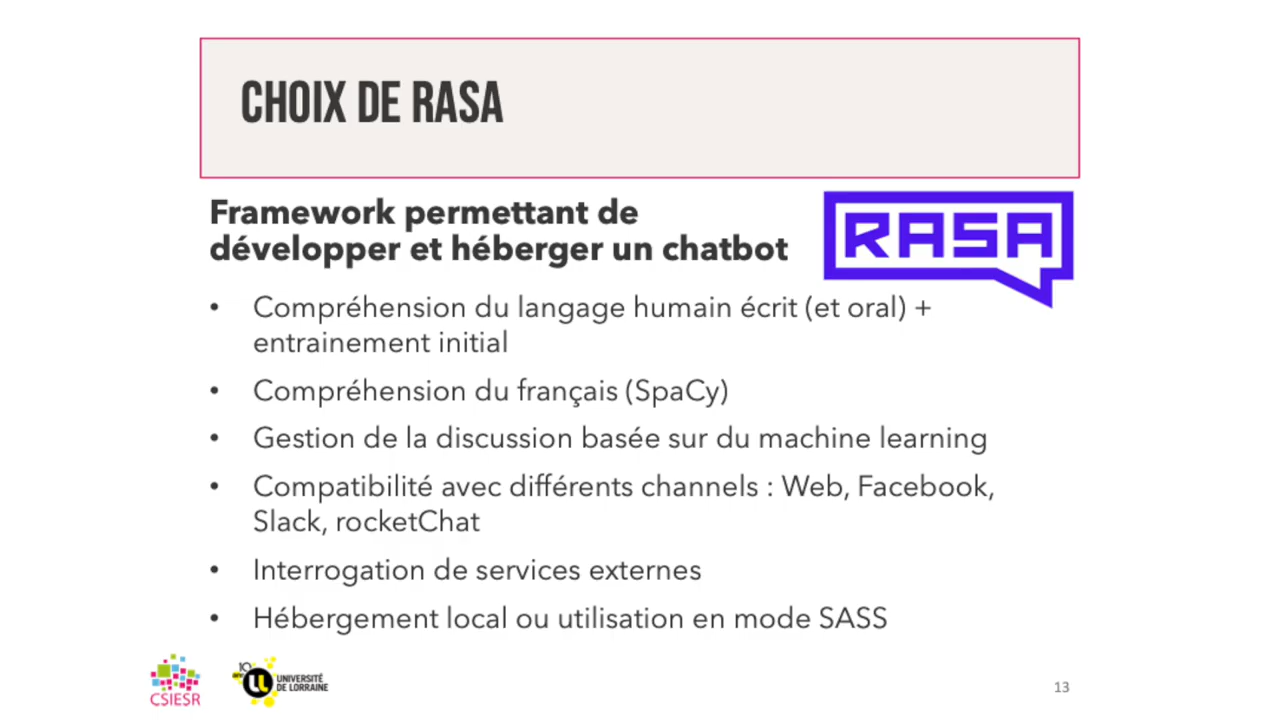 CHOIX DE RASA
Framework permettant de
développer et héberger un chatbot
RASA
• Compréhension du langage humain écrit (et oral) +
entrainement initial
• Compréhension du français (SpaCy)
• Gestion de la discussion basée sur du machine learning
• Compatibilité avec différents channels : Web, Facebook,
Slack, rocketChat
• Interrogation de services externes
• Hébergement local ou utilisation en mode SASS
CSIESR
10
ans
UL
UNIVERSITÉ
DE LORRAINE
13